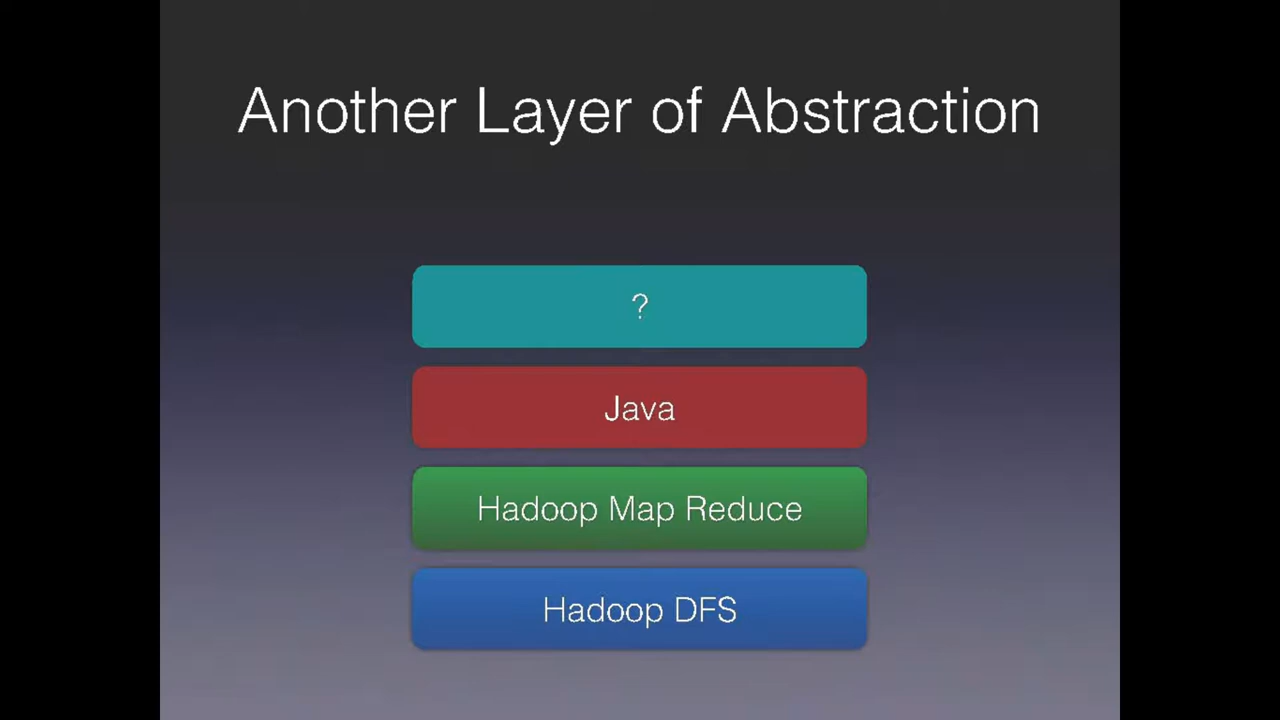 Another Layer of Abstraction
?
Java
Hadoop Map Reduce
Hadoop DFS